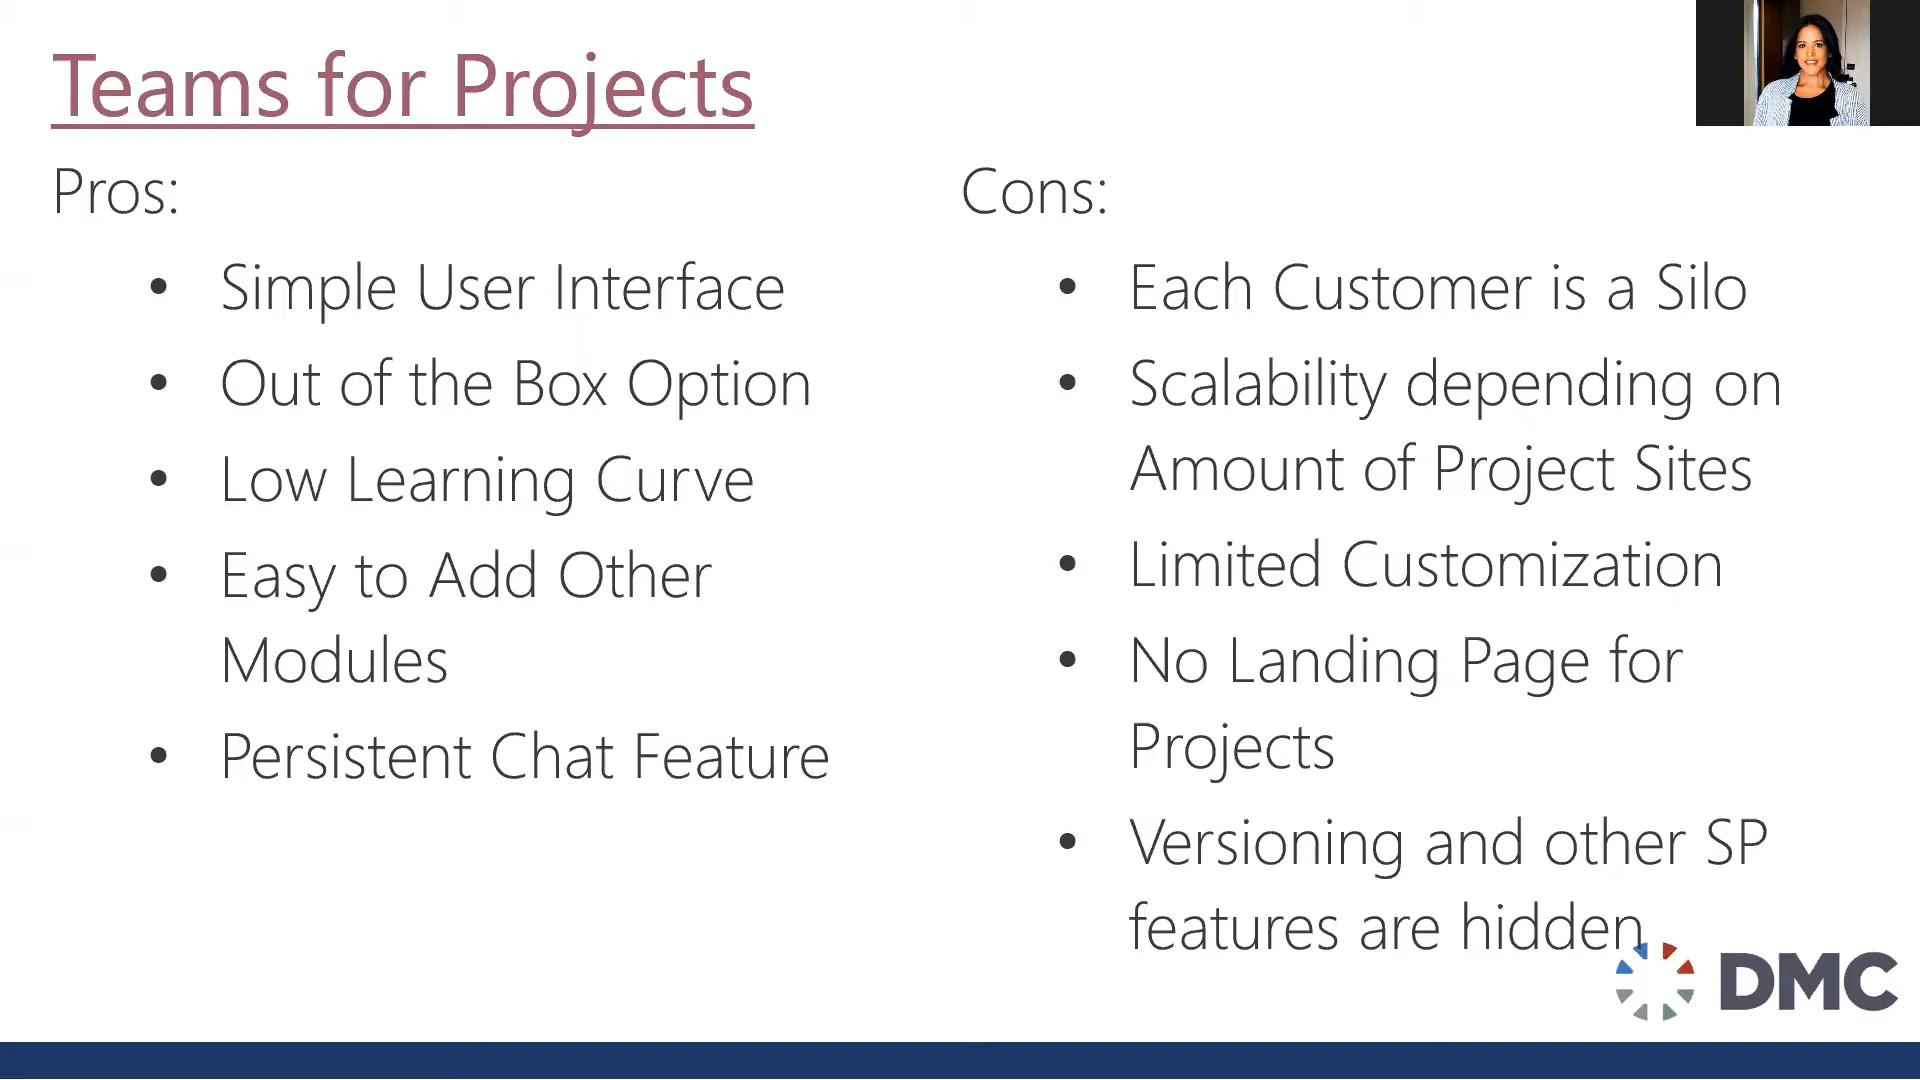 Teams for Projects
Pros:
• Simple User Interface
• Out of the Box Option
• Low Learning Curve
• Easy to Add Other
Modules
• Persistent Chat Feature
Cons:
• Each Customer is a Silo
• Scalability depending on
Amount of Project Sites
• Limited Customization
• No Landing Page for
Projects
• Versioning and other SP
features are hidden
DMC